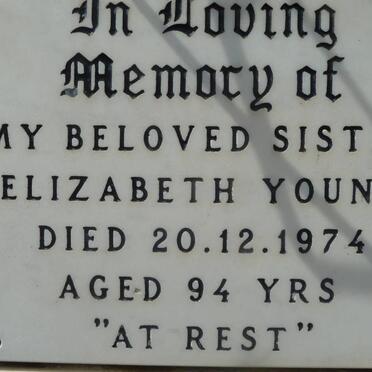 In Loving
Memory of
MY BELOVED SIST
ELIZABETH YOUN
DIED 20.12.1974
AGED 94 YRS
"AT REST"